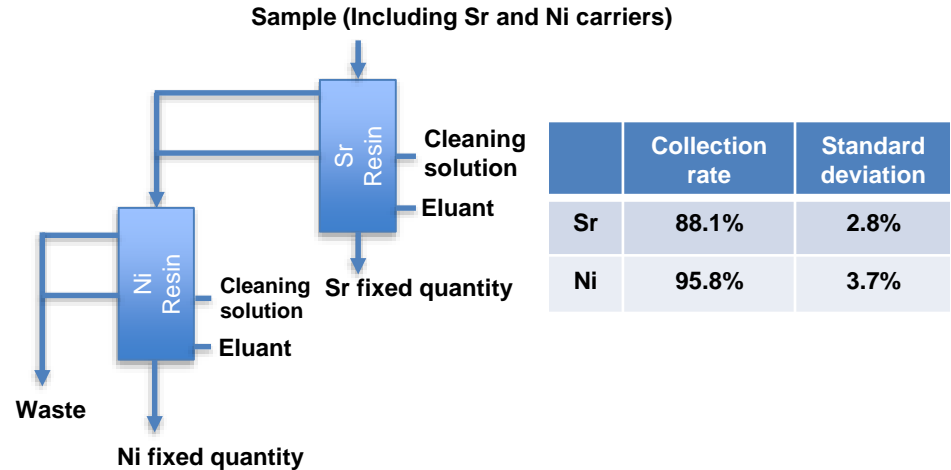 Sample (Including Sr and Ni carriers)
Sr
Resin
Cleaning
solution
Eluant
Sr fixed quantity
Ni
Resin
Cleaning
solution
Eluant
Waste
Ni fixed quantity
Collection
rate
Standard
deviation
Sr
88.1%
2.8%
Ni
95.8%
3.7%